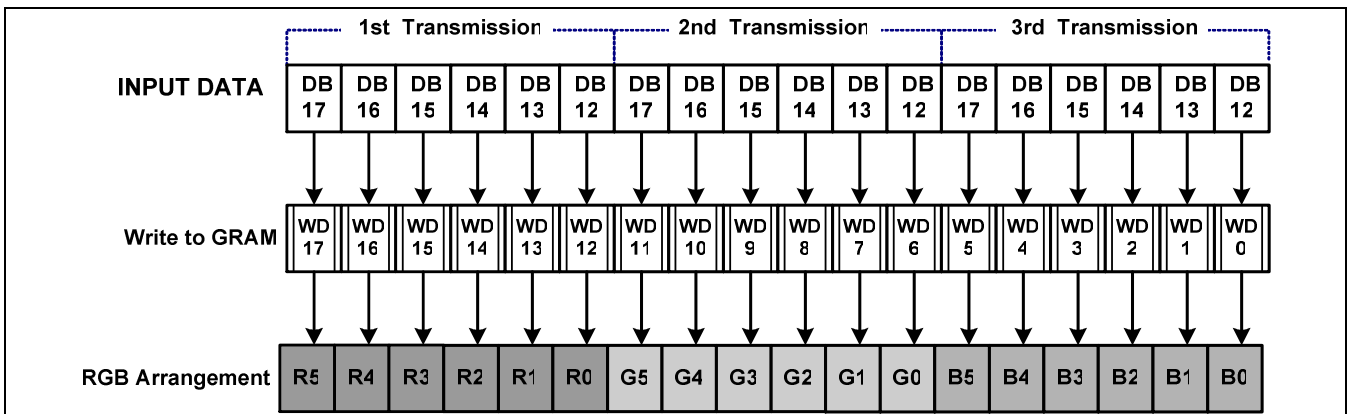 1st Transmission 2nd Transmission 3rd Transmission
INPUT DATA DB 17 DB 16 DB 15 DB 14 DB 13 DB 12 DB 17 DB 16 DB 15 DB 14 DB 13 DB 12 DB 17 DB 16 DB 15 DB 14 DB 13 DB 12
Write to GRAM WD 17 WD 16 WD 15 WD 14 WD 13 WD 12 WD 11 WD 10 WD 9 WD 8 WD 7 WD 6 WD 5 WD 4 WD 3 WD 2 WD 1 WD 0
RGB Arrangement R5 R4 R3 R2 R1 R0 G5 G4 G3 G2 G1 G0 B5 B4 B3 B2 B1 B0